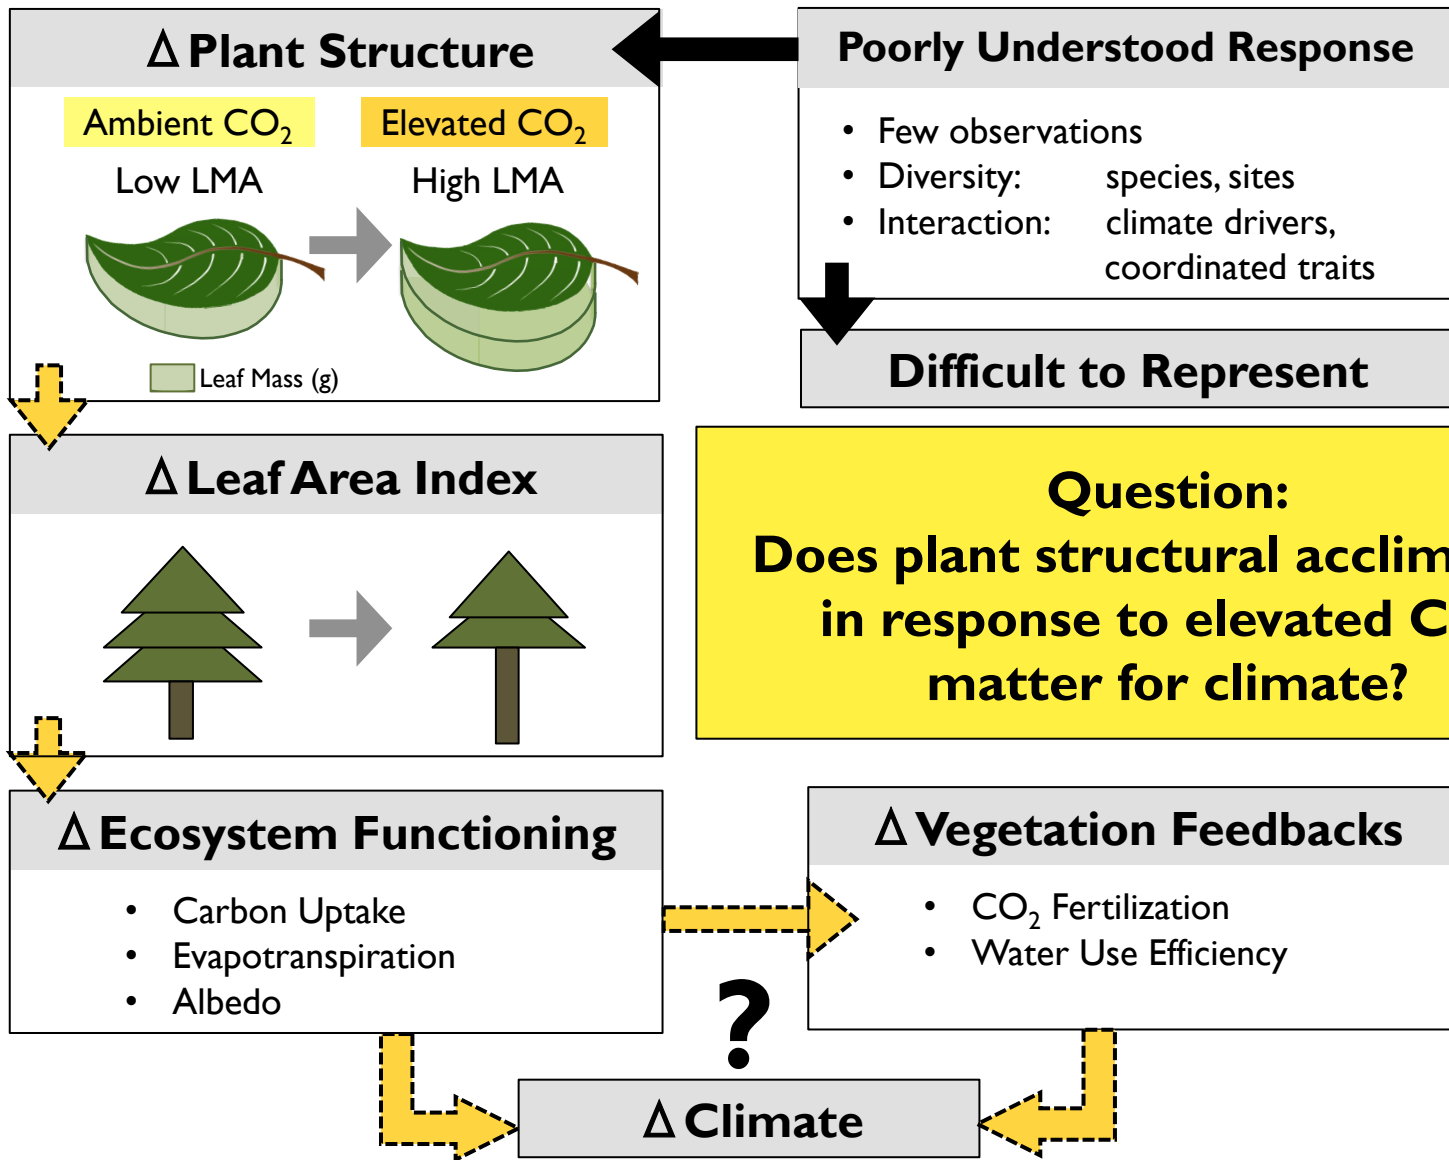 Δ Plant Structure
Ambient CO₂
Elevated CO₂
Low LMA
High LMA
Leaf Mass (g)
Poorly Understood Response
• Few observations
• Diversity: species, sites
• Interaction: climate drivers,
coordinated traits
Difficult to Represent
Δ Leaf Area Index
Question:
Does plant structural
in response to elevated
matter for climate?
Δ Ecosystem Functioning
• Carbon Uptake
• Evapotranspiration
• Albedo
Δ Vegetation Feedbacks
• CO₂ Fertilization
• Water Use Efficiency
?
Δ Climate